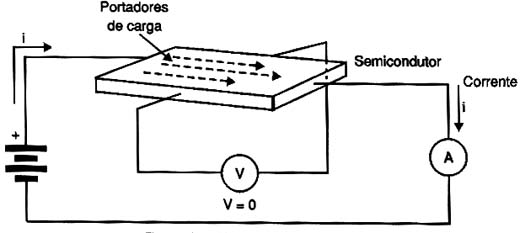 Portadores
de carga
i
Semicondutor
Corrente
i
+
V
A
V = 0